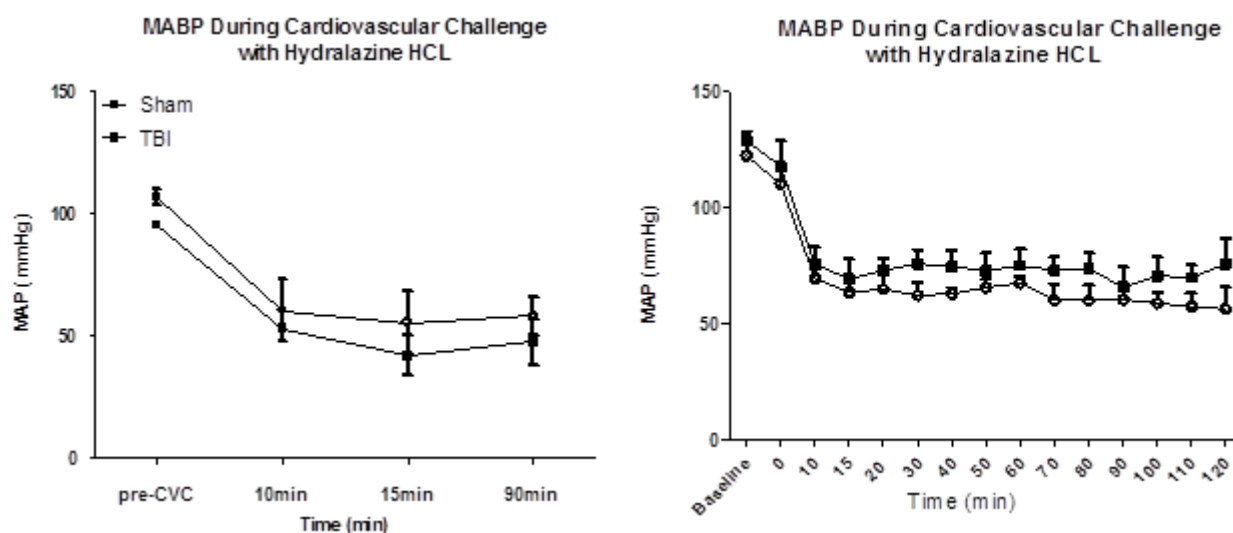 MABP During Cardiovascular Challenge
with Hydralazine HCL
150
Sham
TBI
100
50
0
MAP (mmHg)
pre-CVC 10min 15min 90min
Time (min)
MABP During Cardiovascular Challenge
with Hydralazine HCL
150
100
50
0
MAP (mmHg)
Baseline 0 10 15 20 30 40 50 60 70 80 90 100 110 120
Time (min)